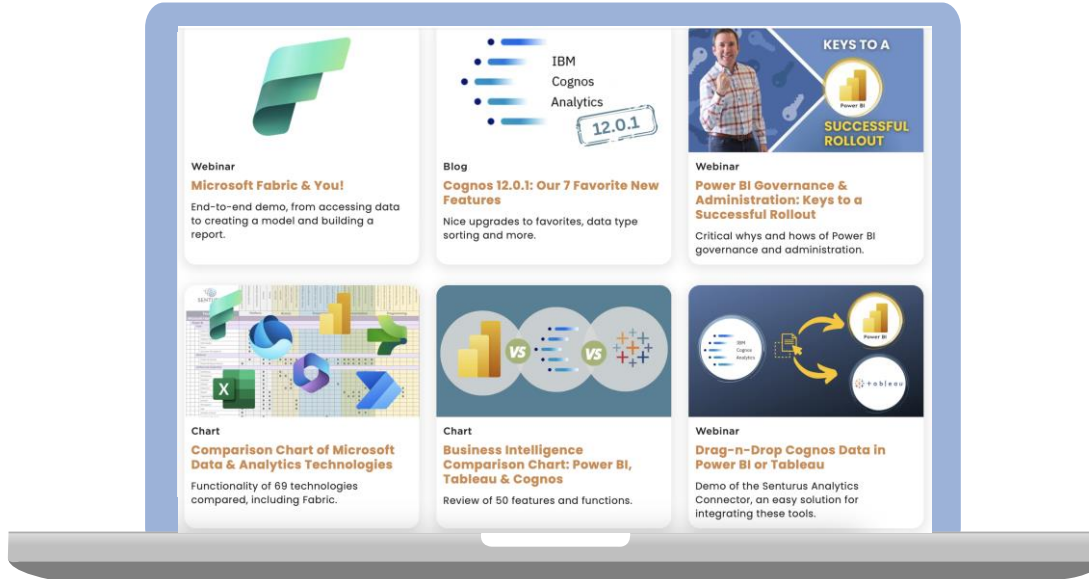 IBM
Cognos
Analytics
12.0.1
KEYS TO A
Power BI
SUCCESSFUL
ROLLOUT
Webinar
Microsoft Fabric & You!
End-to-end demo, from accessing data
to creating a model and building a
report.
Blog
Cognos 12.0.1: Our 7 Favorite New
Features
Nice upgrades to favorites, data type
sorting and more.
Webinar
Power BI Governance &
Administration: Keys to a
Successful Rollout
Critical whys and hows of Power BI
governance and administration.
X
VS
VS
IBM
Cognos
Analytics
Power BI
+ableau
Chart
Comparison Chart of Microsoft
Data & Analytics Technologies
Functionality of 69 technologies
compared, including Fabric.
Chart
Business Intelligence
Comparison Chart: Power BI,
Tableau & Cognos
Review of 50 features and functions.
Webinar
Drag-n-Drop Cognos Data in
Power BI or Tableau
Demo of the Senturus Analytics
Connector, an easy solution for
integrating these tools.